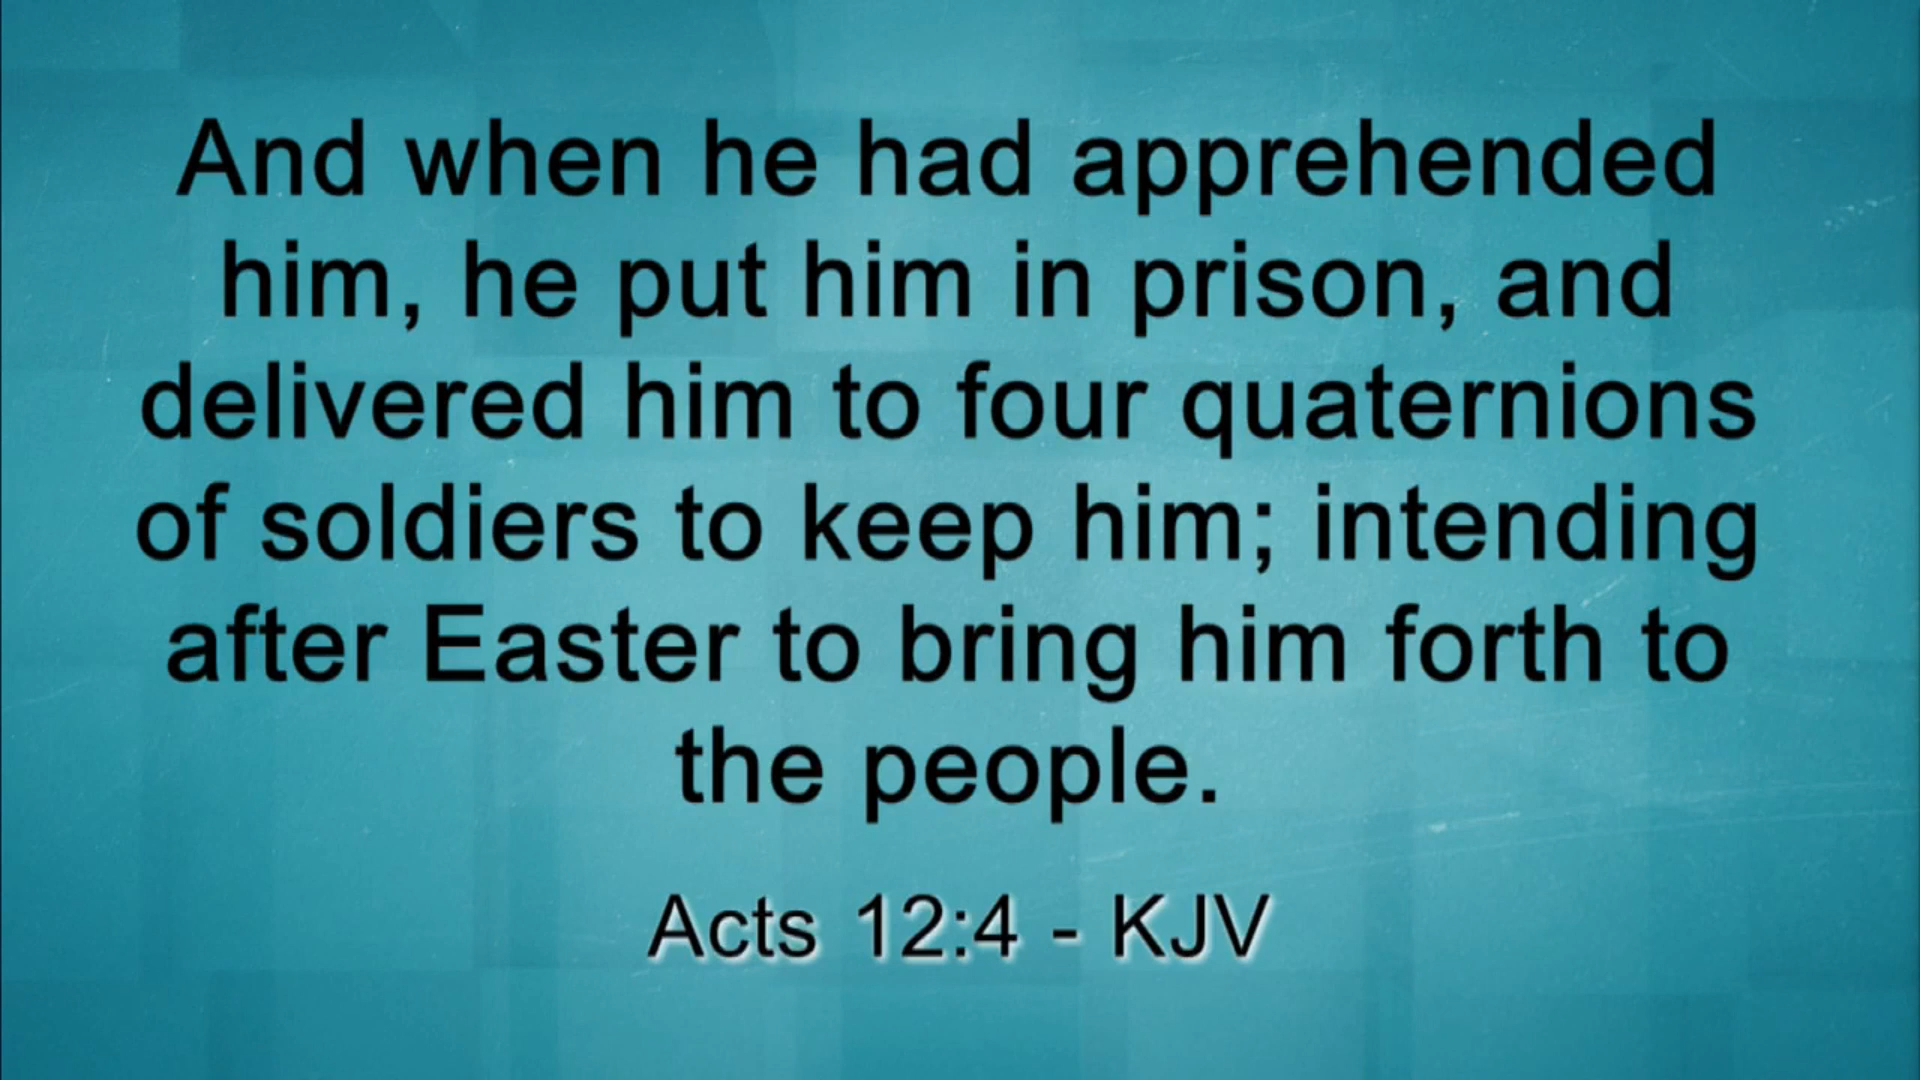 And when he had apprehended
him, he put him in prison, and
delivered him to four quaternions
of soldiers to keep him; intending
after Easter to bring him forth to
the people.
Acts 12:4 - KJV